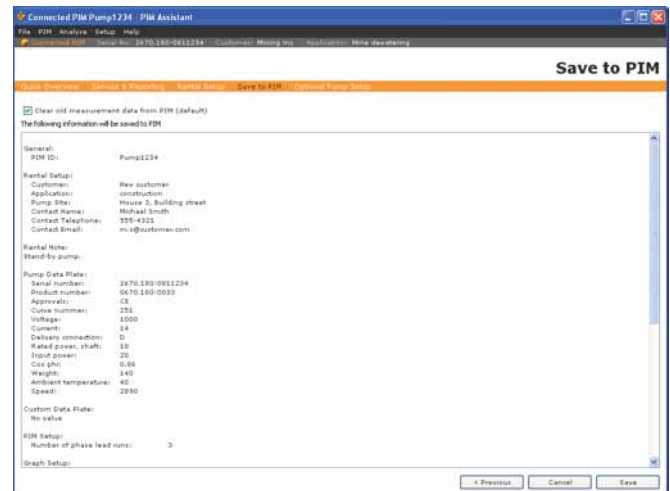 Connected PIM Pump1234 - PIM Assistant
File PIM Analyze Setup Help
Connected PIM Serial No: 2670.180-0811234 Customer: Mining Inc Application: Mine dewatering
Save to PIM
Quick Overview Service & Reporting Rental Setup Save to PIM Optional Pump Setup
Clear old measurement data from PIM (default)
The following information will be saved to PIM
General:
PIM ID: Pump1234
Rental Setup:
Customer: New customer
Application: construction
Pump Site: House 3, Building street
Contact Name: Michael Smith
Contact Telephone: 555-4321
Contact Email: m.s@customer.com
Rental Note:
Stand-by pump.
Pump Data Plate:
Serial number: 2670.180-0811234
Product number: 0670.180-0033
Approvals: CE
Curve nummer: 251
Voltage: 1000
Current: 14
Delivery connection: D
Rated power, shaft: 18
Input power: 20
Cos phi: 0.86
Weight: 140
Ambient temperature: 40
Speed: 2890
Custom Data Plate:
No value
PIM Setup:
Number of phase lead runs: 3
Graph Setup:
< Previous Cancel Save